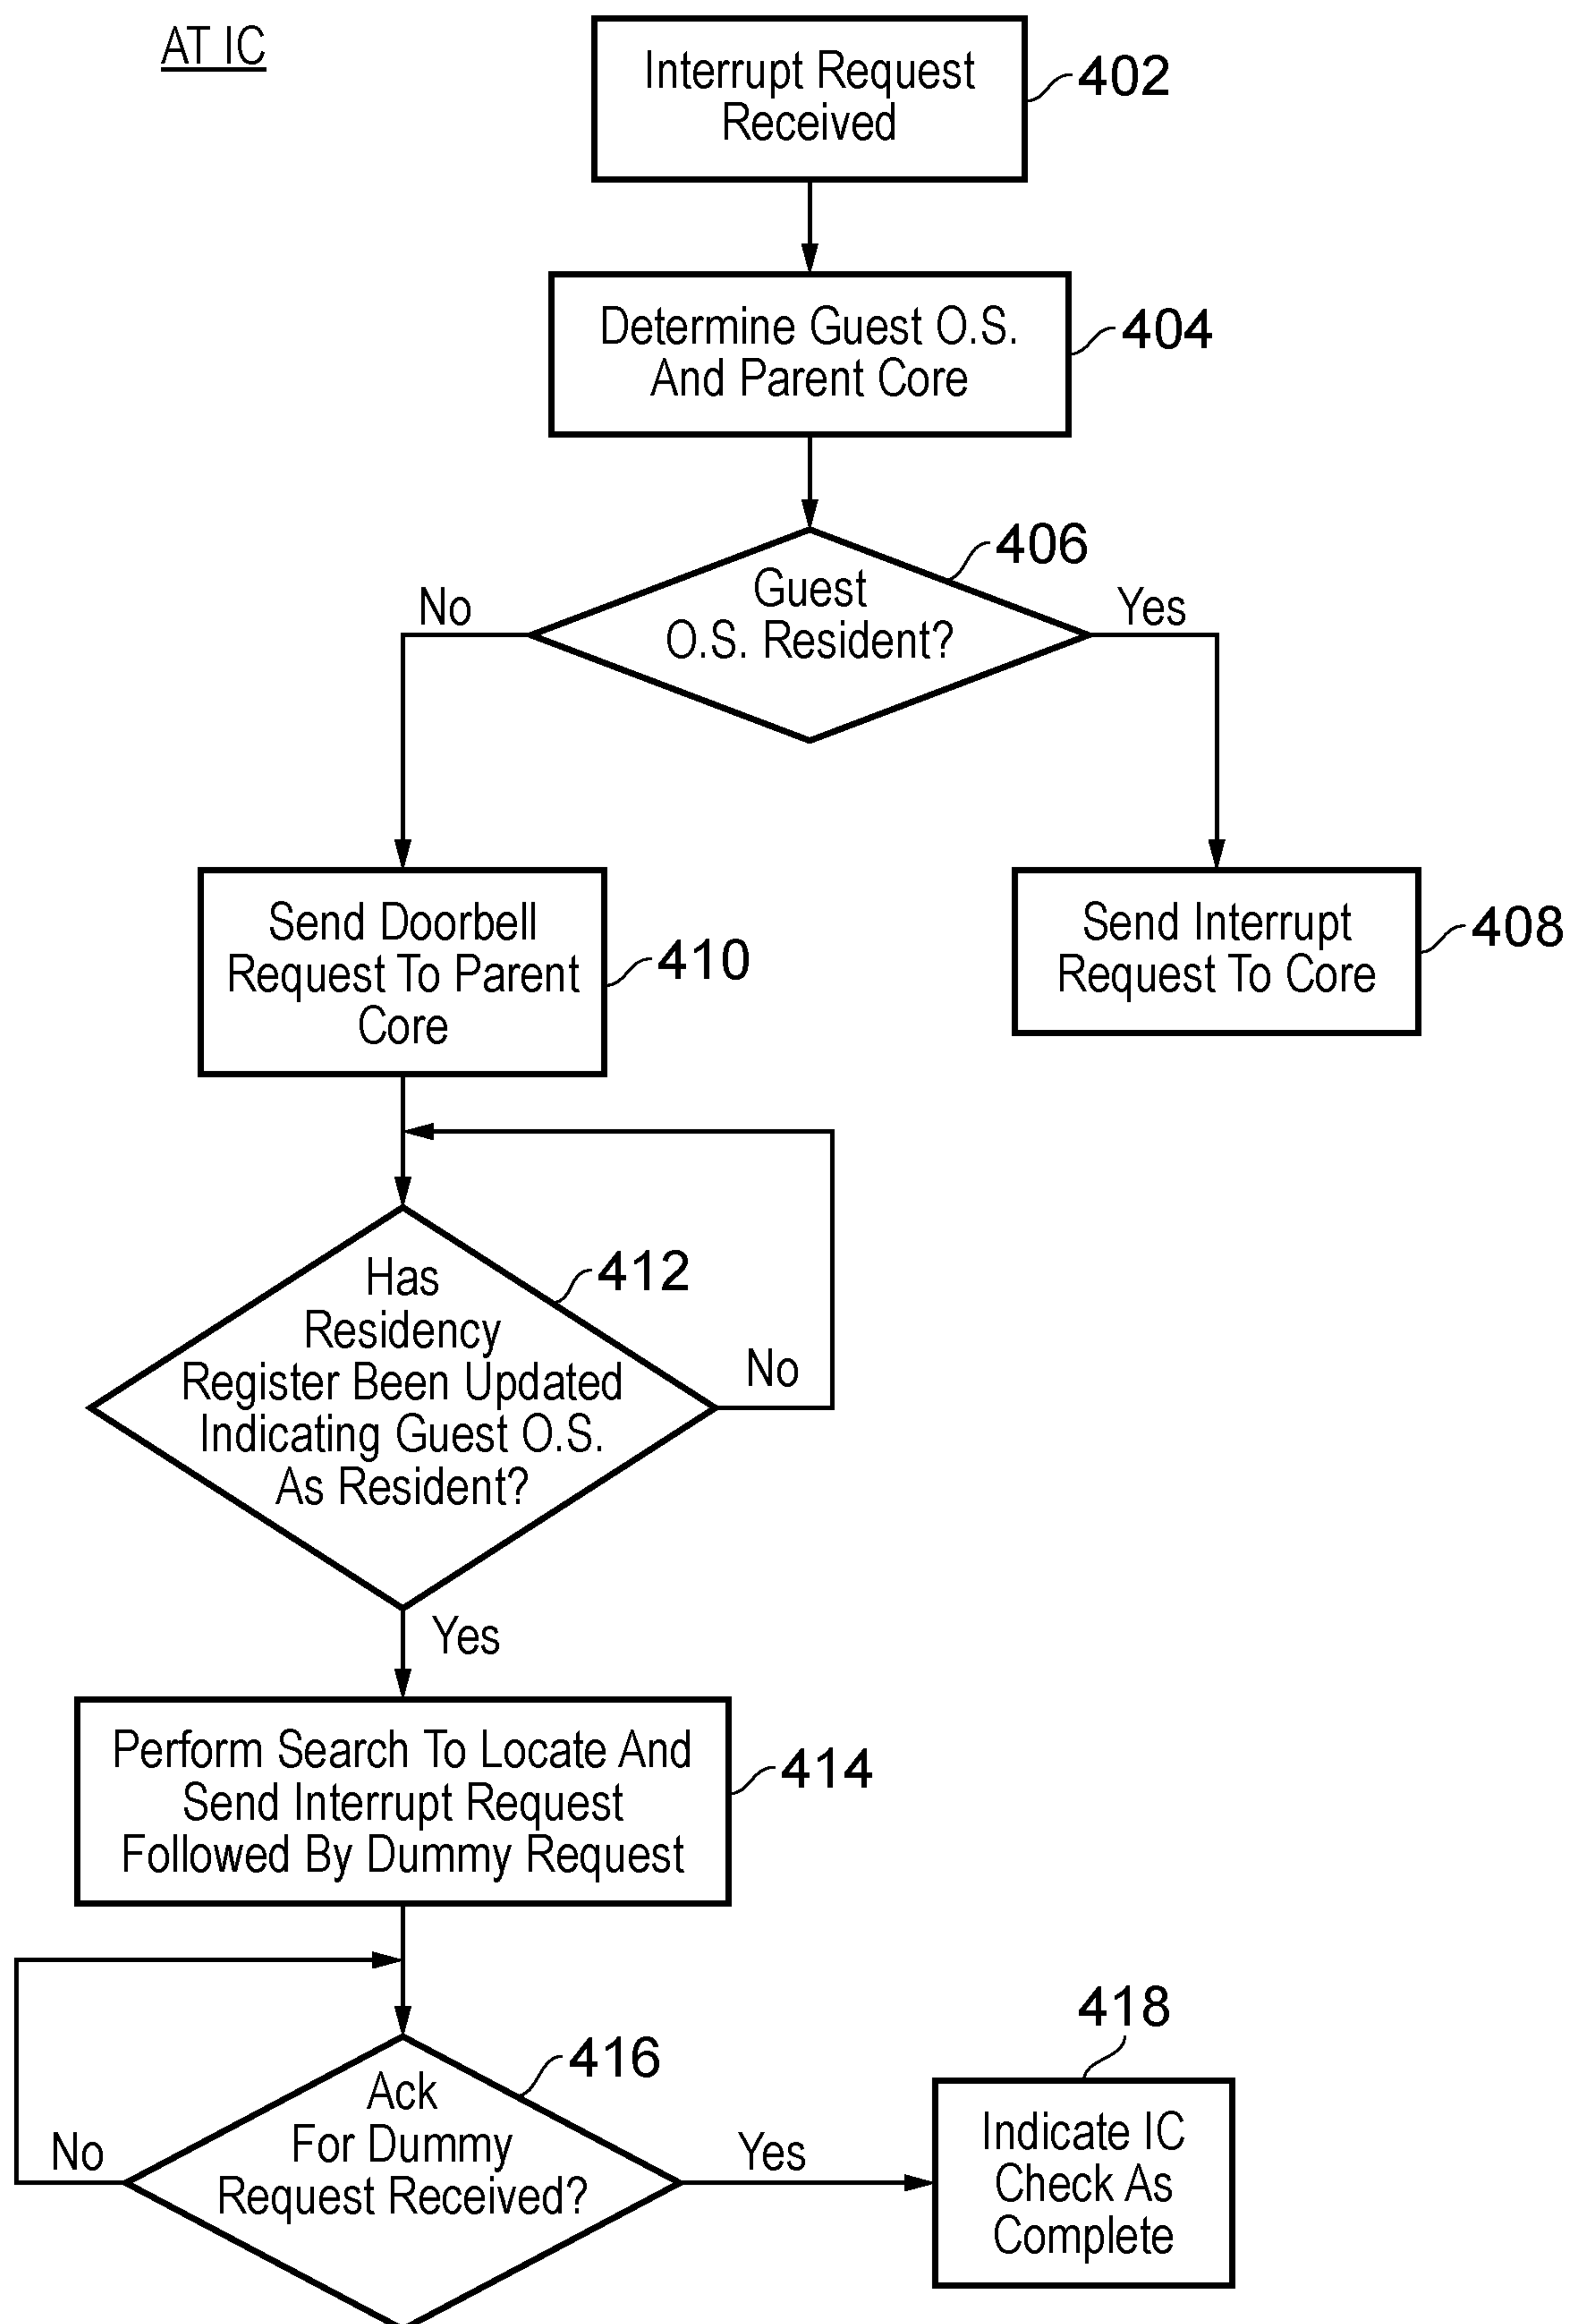 AT IC
Interrupt Request
Received
402
Determine Guest O.S.
And Parent Core
404
406
Guest
O.S. Resident?
No
Yes
Send Doorbell
Request To Parent
Core
410
Send Interrupt
Request To Core
408
Has
Residency
Register Been Updated
Indicating Guest O.S.
As Resident?
412
No
Yes
Perform Search To Locate And
Send Interrupt Request
Followed By Dummy Request
414
416
Ack
For Dummy
Request Received?
No
Yes
418
Indicate IC
Check As
Complete